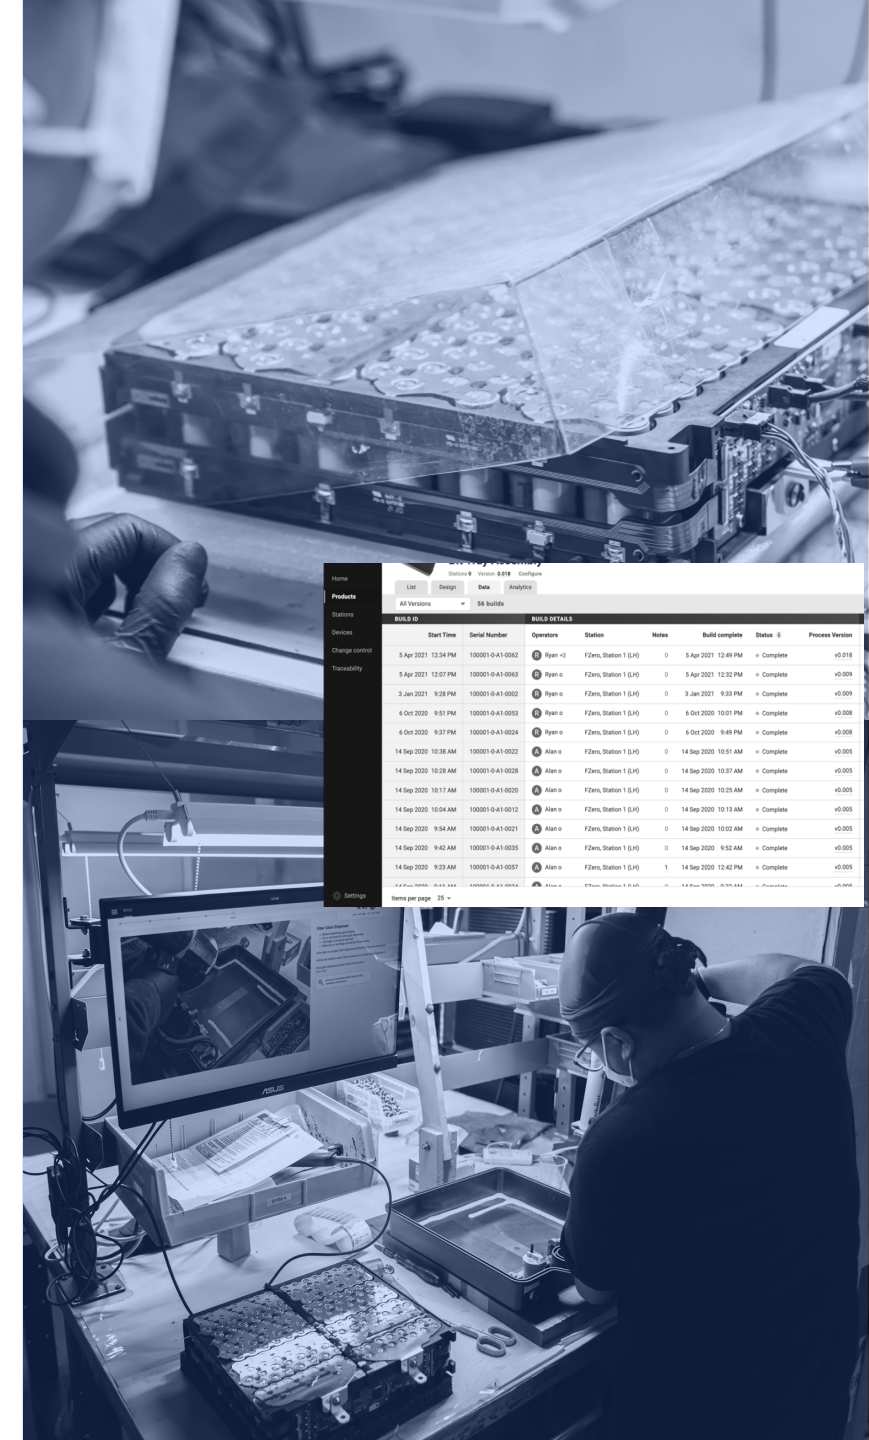 Home
Products
Stations
Devices
Change control
Traceability
Settings
Stations 0 Version 0.018 Configure
List Design Data Analytics
All Versions 56 builds
BUILD ID BUILD DETAILS
Start Time Serial Number Operators Station Notes Build complete Status Process Version
5 Apr 2021 12:34 PM 100001-0-A1-0062 R Ryan +2 FZero, Station 1 (LH) 0 5 Apr 2021 12:49 PM Complete v0.018
5 Apr 2021 12:07 PM 100001-0-A1-0063 R Ryan o FZero, Station 1 (LH) 0 5 Apr 2021 12:32 PM Complete v0.009
3 Jan 2021 9:28 PM 100001-0-A1-0002 R Ryan o FZero, Station 1 (LH) 0 3 Jan 2021 9:33 PM Complete v0.009
6 Oct 2020 9:51 PM 100001-0-A1-0053 R Ryan o FZero, Station 1 (LH) 0 6 Oct 2020 10:01 PM Complete v0.008
6 Oct 2020 9:37 PM 100001-0-A1-0024 R Ryan o FZero, Station 1 (LH) 0 6 Oct 2020 9:49 PM Complete v0.008
14 Sep 2020 10:38 AM 100001-0-A1-0022 A Alan o FZero, Station 1 (LH) 0 14 Sep 2020 10:51 AM Complete v0.005
14 Sep 2020 10:28 AM 100001-0-A1-0028 A Alan o FZero, Station 1 (LH) 0 14 Sep 2020 10:37 AM Complete v0.005
14 Sep 2020 10:17 AM 100001-0-A1-0020 A Alan o FZero, Station 1 (LH) 0 14 Sep 2020 10:25 AM Complete v0.005
14 Sep 2020 10:04 AM 100001-0-A1-0012 A Alan o FZero, Station 1 (LH) 0 14 Sep 2020 10:13 AM Complete v0.005
14 Sep 2020 9:54 AM 100001-0-A1-0021 A Alan o FZero, Station 1 (LH) 0 14 Sep 2020 10:02 AM Complete v0.005
14 Sep 2020 9:42 AM 100001-0-A1-0035 A Alan o FZero, Station 1 (LH) 0 14 Sep 2020 9:52 AM Complete v0.005
14 Sep 2020 9:23 AM 100001-0-A1-0057 A Alan o FZero, Station 1 (LH) 1 14 Sep 2020 12:42 PM Complete v0.005
Items per page 25
ASUS